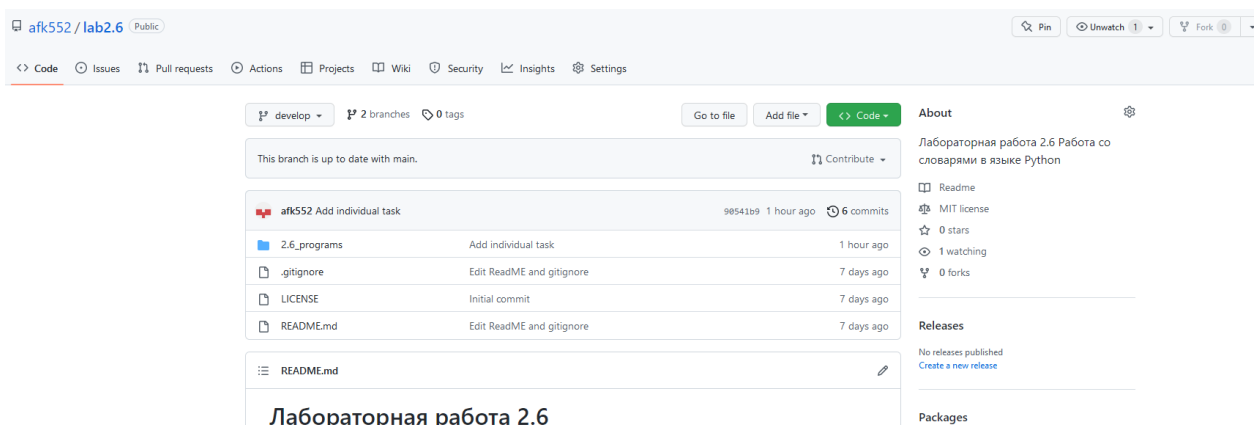 afk552 / lab2.6 Public
Pin
Unwatch 1
Fork 0
Code
Issues
Pull requests
Actions
Projects
Wiki
Security
Insights
Settings
develop
2 branches
0 tags
Go to file
Add file
Code
This branch is up to date with main.
Contribute
afk552 Add individual task
90541b9 1 hour ago
6 commits
2.6_programs Add individual task 1 hour ago
.gitignore Edit ReadME and gitignore 7 days ago
LICENSE Initial commit 7 days ago
README.md Edit ReadME and gitignore 7 days ago
README.md
Лабораторная работа 2.6
About
Лабораторная работа 2.6 Работа со
словарями в языке Python
Readme
MIT license
0 stars
1 watching
0 forks
Releases
No releases published
Create a new release
Packages